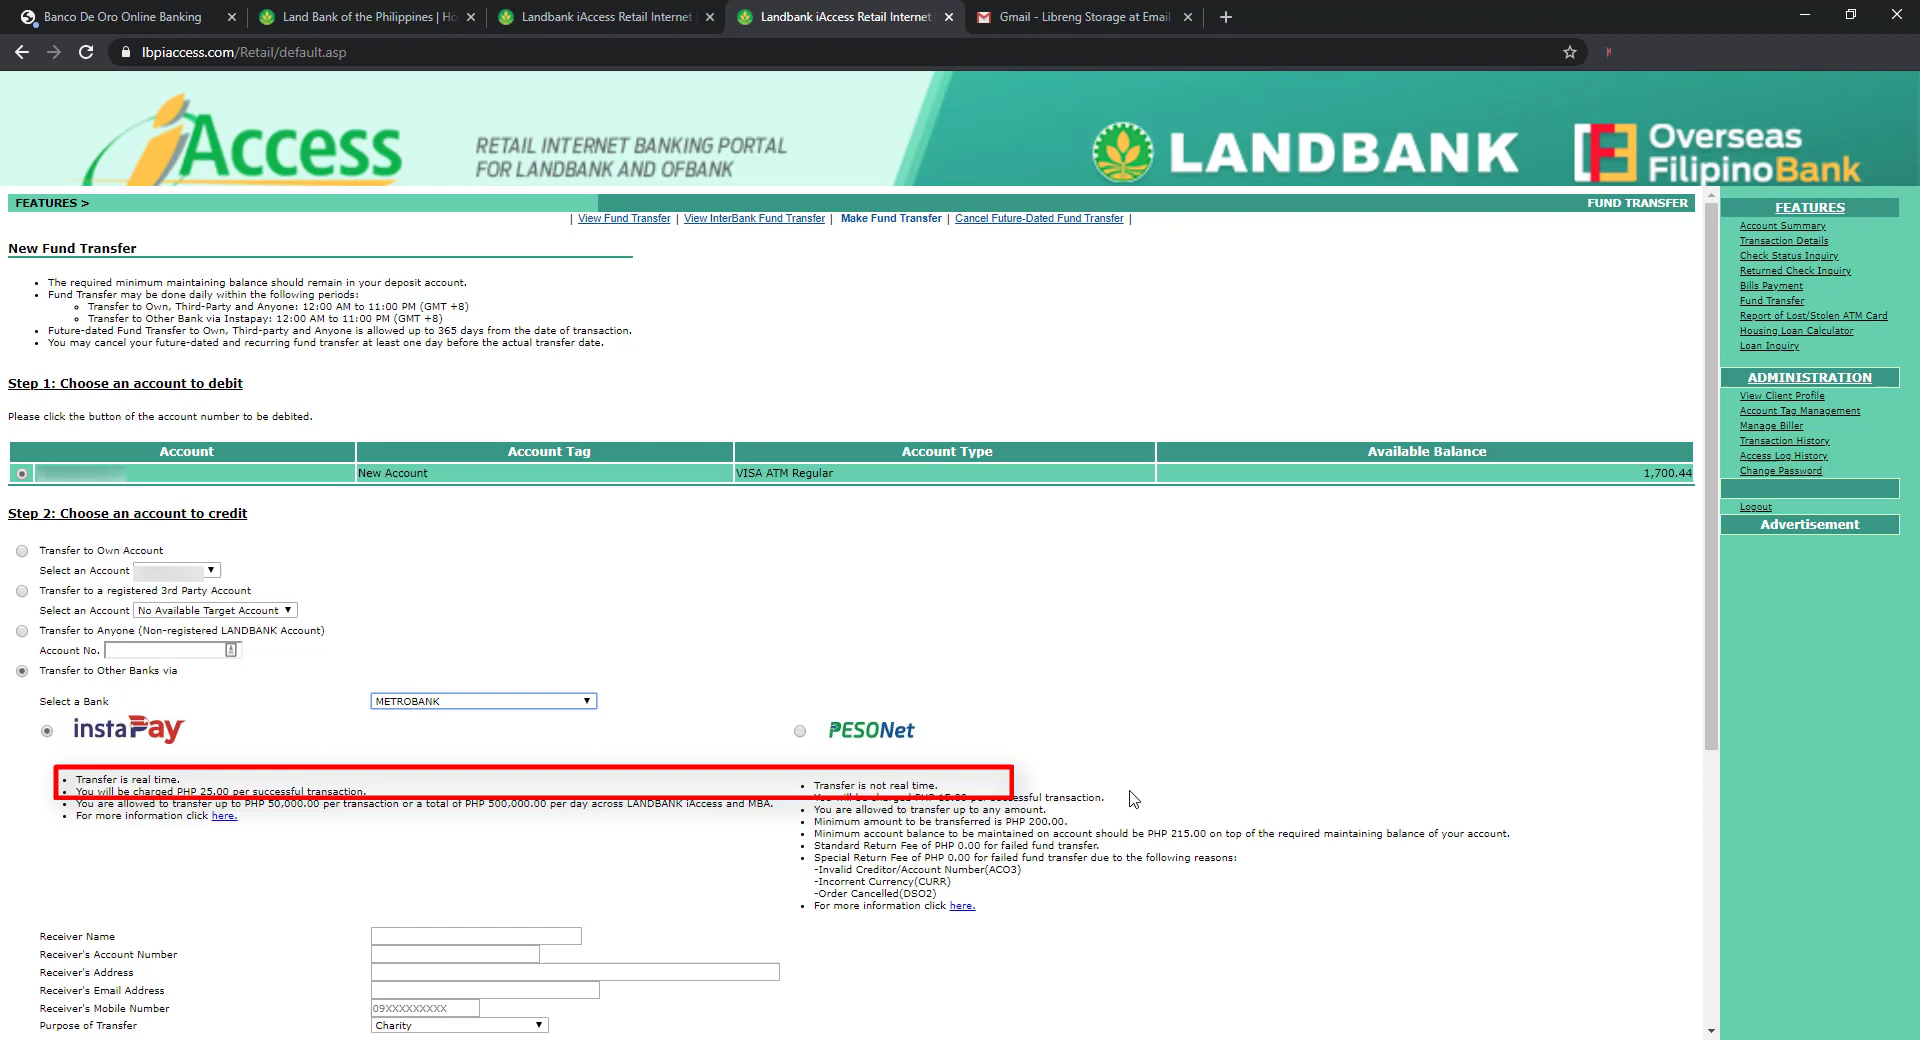 Banco De Oro Online Banking
Land Bank of the Philippines | Ho
Landbank iAccess Retail Internet
Landbank iAccess Retail Internet
Gmail - Libreng Storage at Email
lbpiaccess.com/Retail/default.asp
iAccess
RETAIL INTERNET BANKING PORTAL
FOR LANDBANK AND OFBANK
LANDBANK
Overseas
FilipinoBank
FEATURES >
FUND TRANSFER
| View Fund Transfer | View InterBank Fund Transfer | Make Fund Transfer | Cancel Future-Dated Fund Transfer |
New Fund Transfer
• The required minimum maintaining balance should remain in your deposit account.
• Fund Transfer may be done daily within the following periods:
Transfer to Own, Third-Party and Anyone: 12:00 AM to 11:00 PM (GMT +8)
Transfer to Other Bank via Instapay: 12:00 AM to 11:00 PM (GMT +8)
• Future-dated Fund Transfer to Own, Third-party and Anyone is allowed up to 365 days from the date of transaction.
• You may cancel your future-dated and recurring fund transfer at least one day before the actual transfer date.
Step 1: Choose an account to debit
Please click the button of the account number to be debited.
Account Account Tag Account Type Available Balance
New Account VISA ATM Regular 1,700.44
Step 2: Choose an account to credit
Transfer to Own Account
Select an Account
Transfer to a registered 3rd Party Account
Select an Account No Available Target Account
Transfer to Anyone (Non-registered LANDBANK Account)
Account No.
Transfer to Other Banks via
Select a Bank METROBANK
instaPay
• Transfer is real time.
• You will be charged PHP 25.00 per successful transaction.
• You are allowed to transfer up to PHP 50,000.00 per transaction or a total of PHP 500,000.00 per day across LANDBANK iAccess and MBA.
• For more information click here.
PESONet
• Transfer is not real time.
• You will be charged PHP 15.00 per successful transaction.
• You are allowed to transfer up to any amount.
• Minimum amount to be transferred is PHP 200.00.
• Minimum account balance to be maintained on account should be PHP 215.00 on top of the required maintaining balance of your account.
• Standard Return Fee of PHP 0.00 for failed fund transfer.
• Special Return Fee of PHP 0.00 for failed fund transfer due to the following reasons:
-Invalid Creditor/Account Number(ACO3)
-Incorrent Currency(CURR)
-Order Cancelled(DSO2)
• For more information click here.
Receiver Name
Receiver's Account Number
Receiver's Address
Receiver's Email Address
Receiver's Mobile Number 09XXXXXXXXX
Purpose of Transfer Charity
FEATURES
Account Summary
Transaction Details
Check Status Inquiry
Returned Check Inquiry
Bills Payment
Fund Transfer
Report of Lost/Stolen ATM Card
Housing Loan Calculator
Loan Inquiry
ADMINISTRATION
View Client Profile
Account Tag Management
Manage Biller
Transaction History
Access Log History
Change Password
Logout
Advertisement